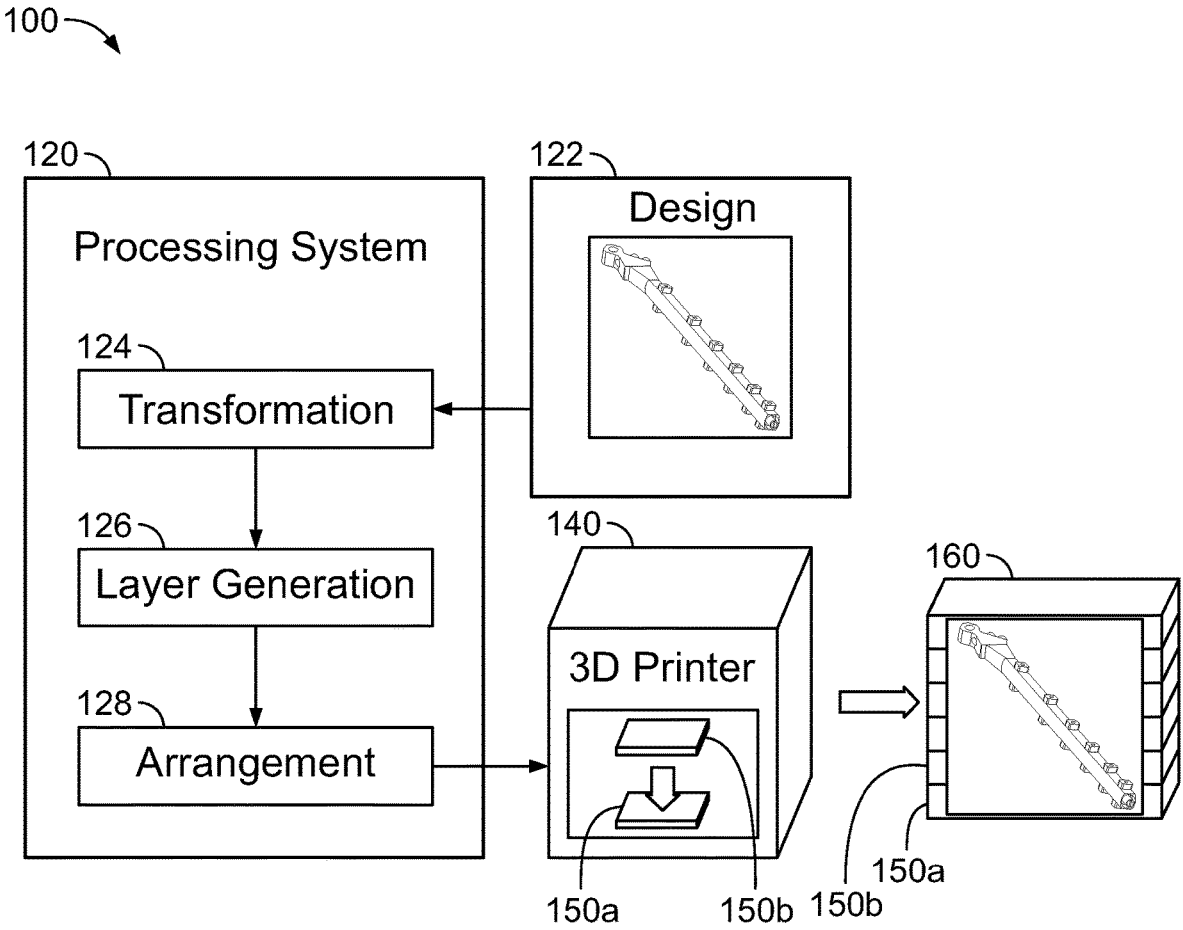 100
120
122
Design
Processing System
124
Transformation
126
Layer Generation
128
Arrangement
140
3D Printer
160
150a
150b
150b
150a